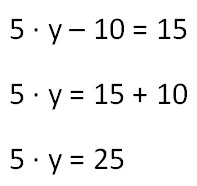 5 · y – 10 = 15
5 · y = 15 + 10
5 · y = 25